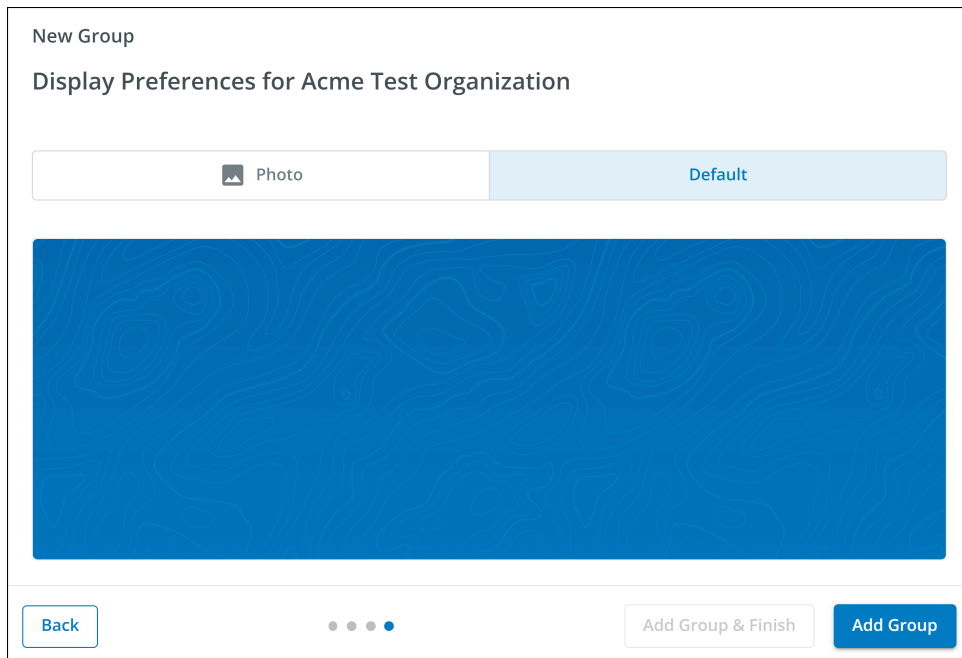 New Group
Display Preferences for Acme Test Organization
Photo
Default
Back
Add Group & Finish
Add Group